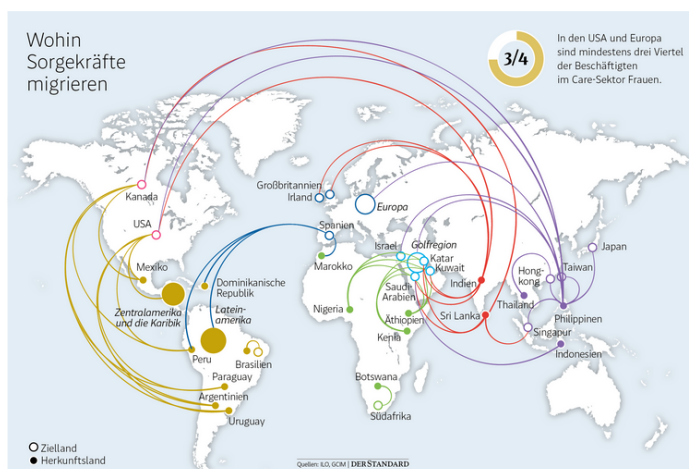 Wohin
Sorgekräfte
migrieren
3/4
In den USA und Europa
sind mindestens drei Viertel
der Beschäftigten
im Care-Sektor Frauen.
Kanada
USA
Mexiko
Zentralamerika
und die Karibik
Dominikanische
Republik
Latein-
amerika
Peru
Brasilien
Paraguay
Argentinien
Uruguay
Großbritannien
Irland
Europa
Spanien
Marokko
Israel
Golfregion
Katar
Kuwait
Saudi-
Arabien
Nigeria
Äthiopien
Kenia
Botswana
Südafrika
Indien
Sri Lanka
Hong-
kong
Taiwan
Japan
Thailand
Philippinen
Singapur
Indonesien
Zielland
Herkunftsland
Quellen: ILO, GCIM | DER STANDARD